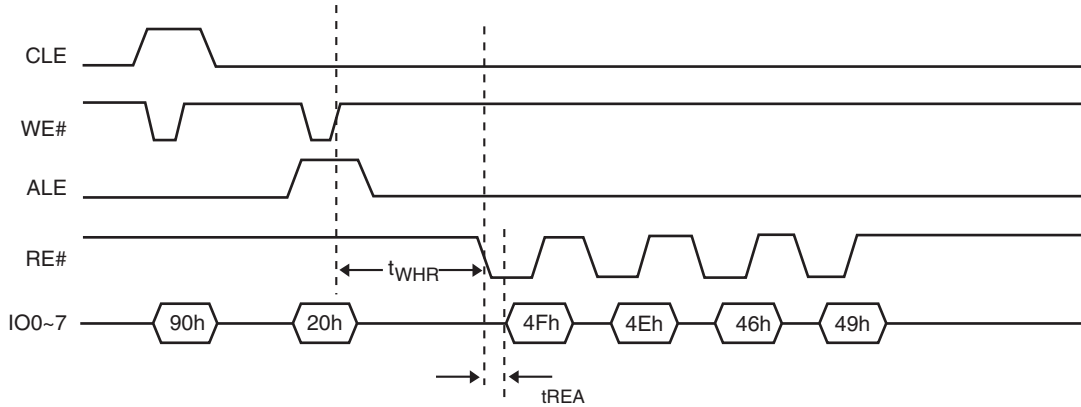 CLE
WE#
ALE
RE#
tWHR
IO0~7 90h 20h 4Fh 4Eh 46h 49h
tREA